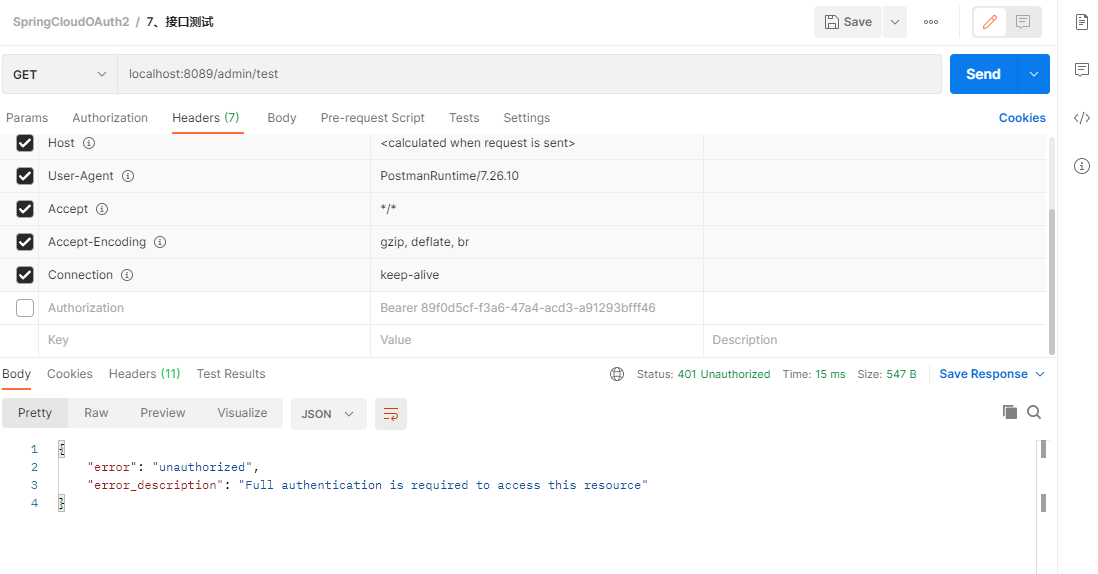 SpringCloudOAuth2 / 7、接口测试 Save
GET localhost:8089/admin/test Send
Params Authorization Headers (7) Body Pre-request Script Tests Settings Cookies
Host <calculated when request is sent>
User-Agent PostmanRuntime/7.26.10
Accept */*
Accept-Encoding gzip, deflate, br
Connection keep-alive
Authorization Bearer 89f0d5cf-f3a6-47a4-acd3-a91293bfff46
Key Value Description
Body Cookies Headers (11) Test Results Status: 401 Unauthorized Time: 15 ms Size: 547 B Save Response
Pretty Raw Preview Visualize JSON
1 {
2 "error": "unauthorized",
3 "error_description": "Full authentication is required to access this resource"
4 }